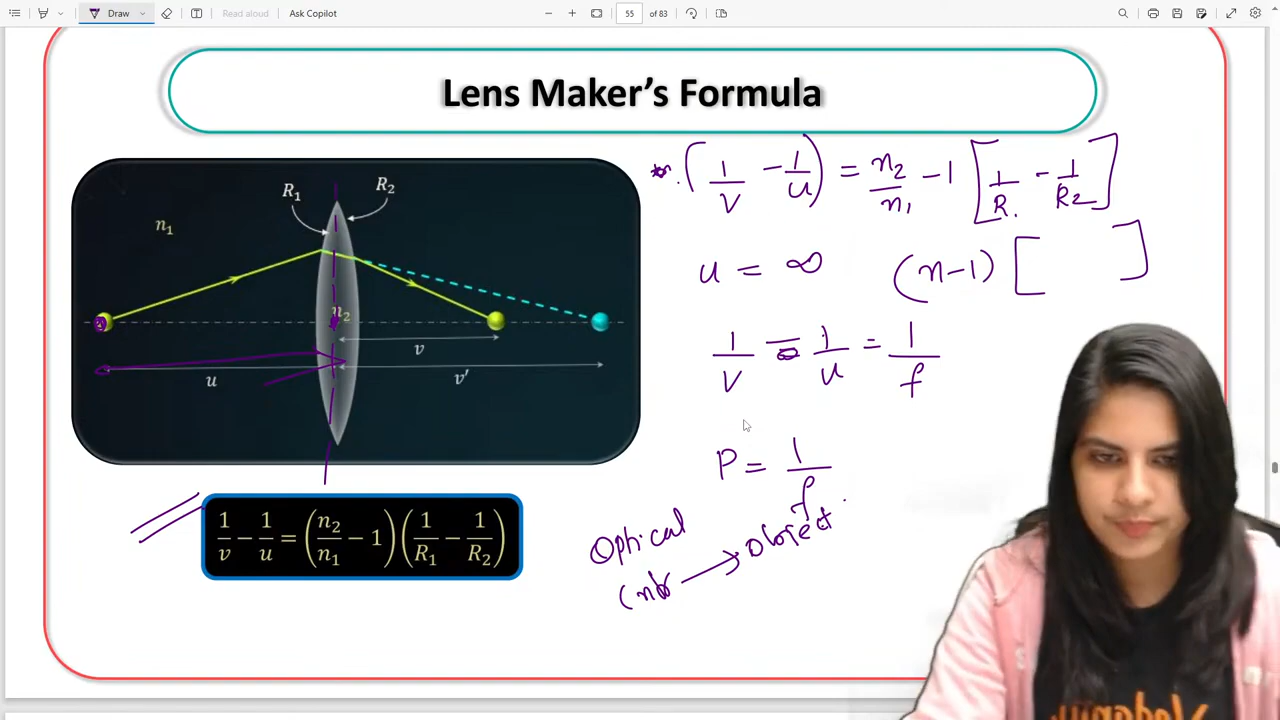 Draw
Read aloud
Ask Copilot
55 of 83
Lens Maker's Formula
R₁
R₂
n₁
n₂
v
u
v'
1/v - 1/u = (n₂/n₁ - 1)(1/R₁ - 1/R₂)
(1/v - 1/u) = n₂/n₁ - 1 [1/R₁ - 1/R₂]
u = ∞ (n-1) [ ]
1/v = 1/u = 1/f
P = 1/f
Optical
object